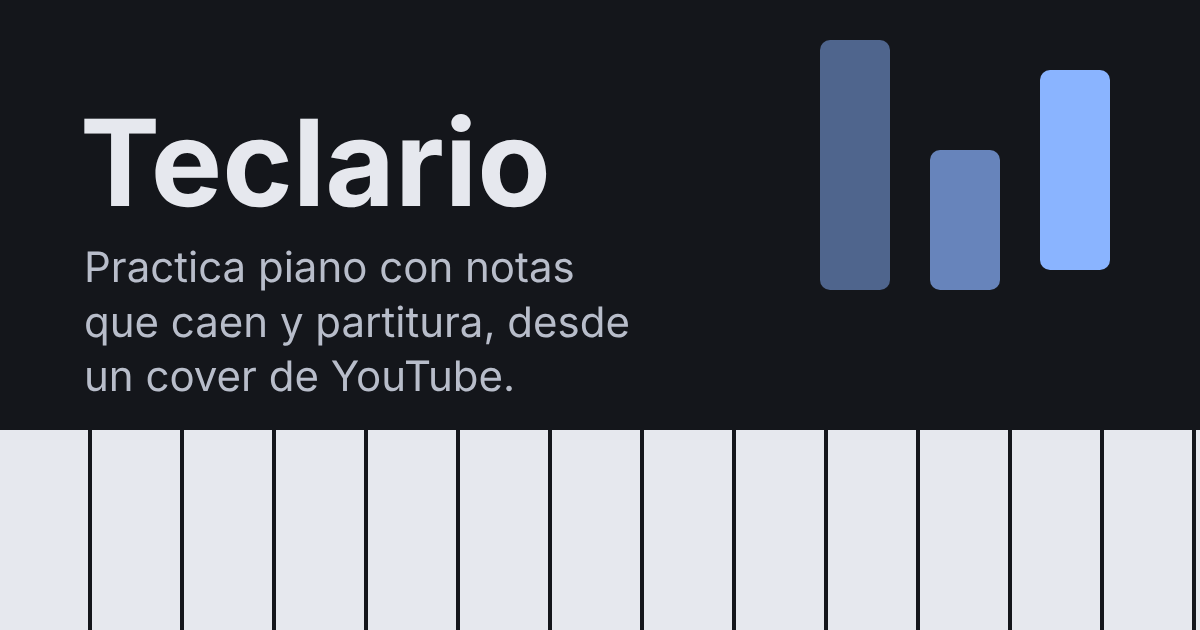 Teclario
Practica piano con notas
que caen y partitura, desde
un cover de YouTube.